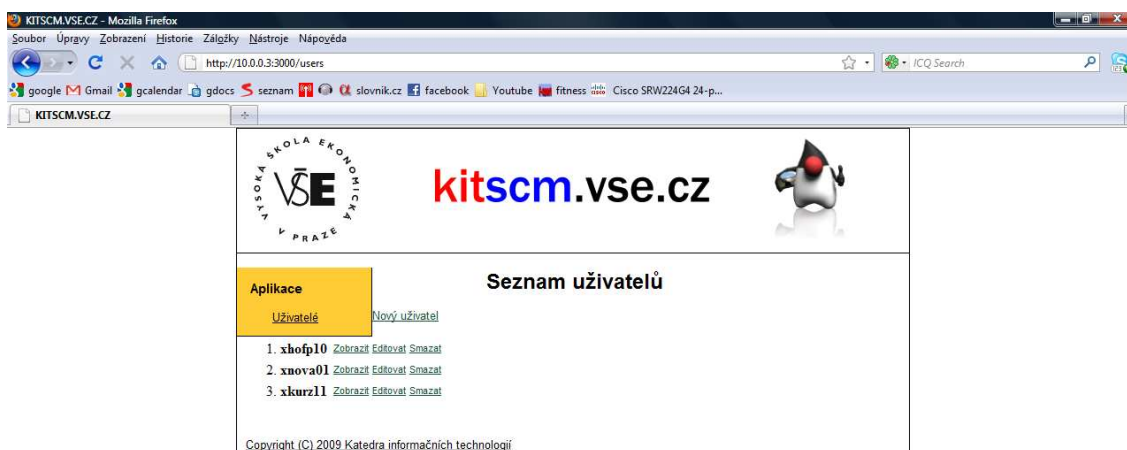 KITSCM.VSE.CZ - Mozilla Firefox
Soubor Úpravy Zobrazení Historie Záložky Nástroje Nápověda
http://10.0.0.3:3000/users
ICQ Search
google Gmail gcalendar gdocs seznam slovnik.cz facebook Youtube fitness Cisco SRW224G4 24-p...
KITSCM.VSE.CZ
VYSOKÁ ŠKOLA EKONOMICKÁ V PRAZE
VŠE
kitscm.vse.cz
Seznam uživatelů
Aplikace
Uživatelé
Nový uživatel
1. xhofp10 Zobrazit Editovat Smazat
2. xnova01 Zobrazit Editovat Smazat
3. xkurz11 Zobrazit Editovat Smazat
Copyright (C) 2009 Katedra informačních technologií